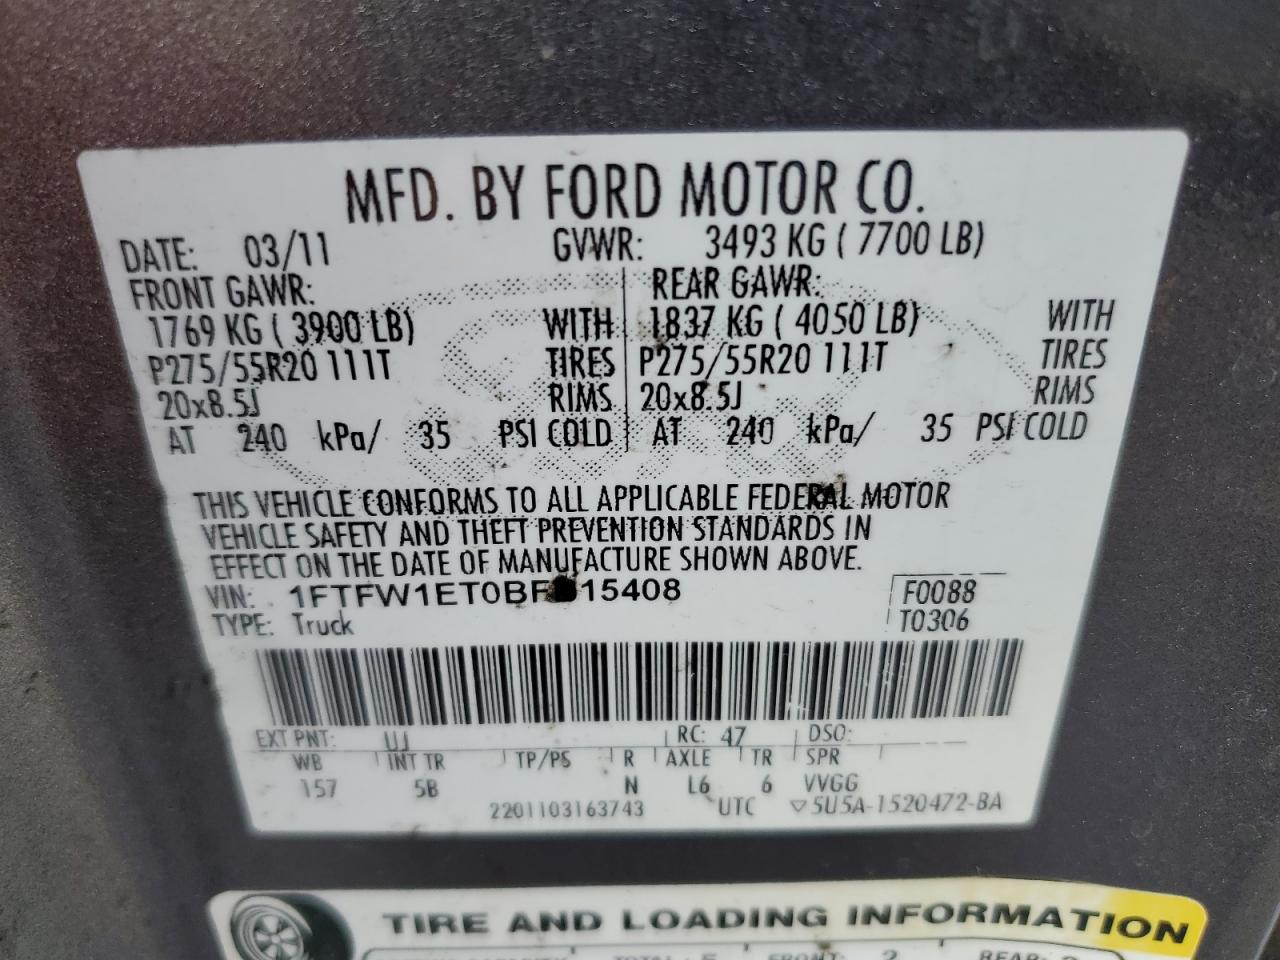 MFD. BY FORD MOTOR CO.
DATE: 03/11 GVWR: 3493 KG ( 7700 LB)
FRONT GAWR: REAR GAWR:
1769 KG ( 3900 LB) WITH 1837 KG ( 4050 LB) WITH
P275/55R20 111T TIRES P275/55R20 111T TIRES
20x8.5J RIMS 20x8.5J RIMS
AT 240 kPa/ 35 PSI COLD AT 240 kPa/ 35 PSI COLD
THIS VEHICLE CONFORMS TO ALL APPLICABLE FEDERAL MOTOR
VEHICLE SAFETY AND THEFT PREVENTION STANDARDS IN
EFFECT ON THE DATE OF MANUFACTURE SHOWN ABOVE.
VIN: F0088
TYPE: Truck T0306
EXT PNT: UJ RC: 47 DSO:
WB INT TR TP/PS R AXLE TR SPR
157 5B N L6 6 VVGG
2201103163743 UTC ▽5U5A-1520472-BA
TIRE AND LOADING INFORMATION